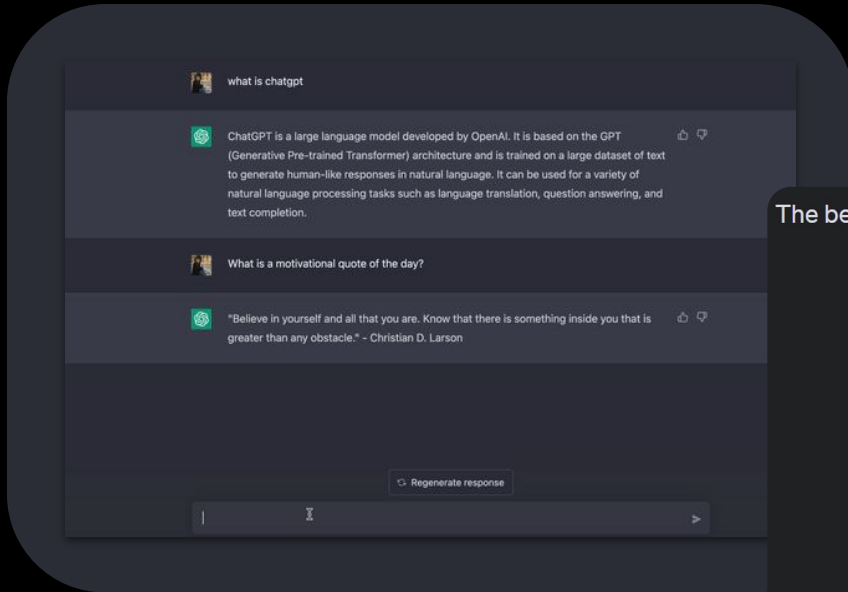 what is chatgpt
ChatGPT is a large language model developed by OpenAI. It is based on the GPT
(Generative Pre-trained Transformer) architecture and is trained on a large dataset of text
to generate human-like responses in natural language. It can be used for a variety of
natural language processing tasks such as language translation, question answering, and
text completion.
What is a motivational quote of the day?
"Believe in yourself and all that you are. Know that there is something inside you that is
greater than any obstacle." - Christian D. Larson
Regenerate response
The be